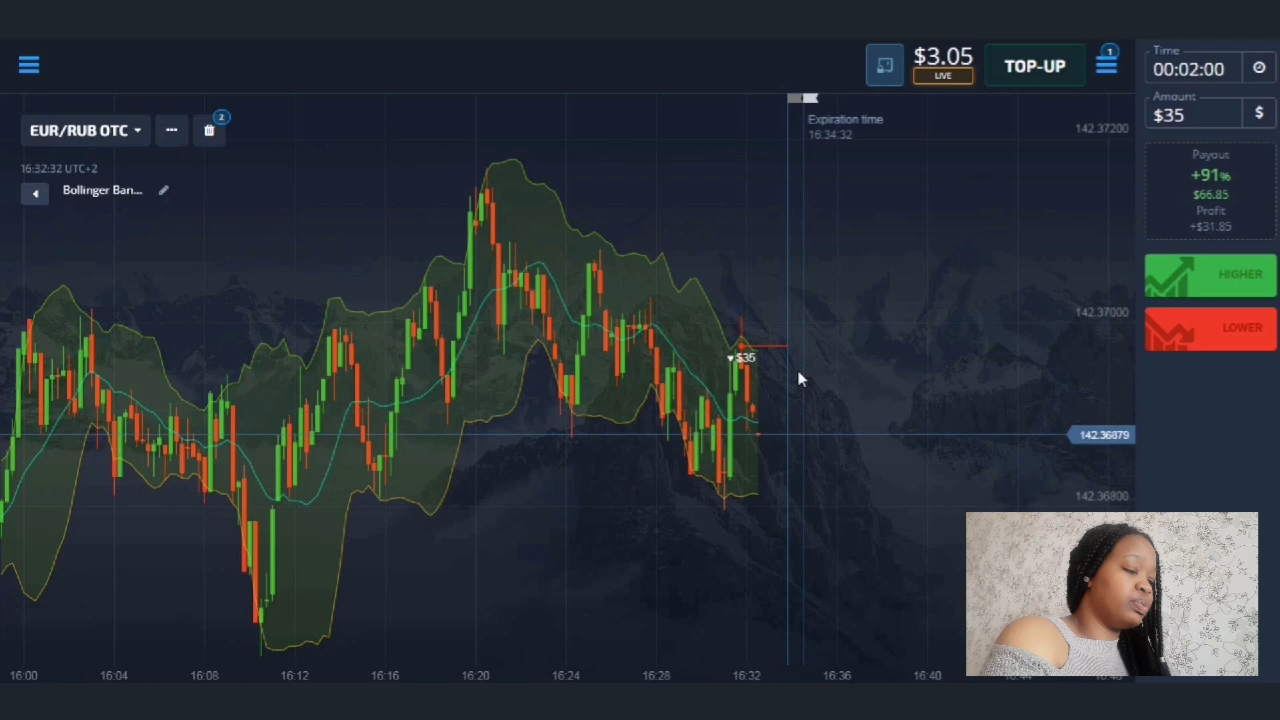 $3.05
LIVE
TOP-UP
1
Time
00:02:00
Amount
$35
$
Payout
+91%
$66.85
Profit
+$31.85
HIGHER
LOWER
EUR/RUB OTC
2
16:32:32 UTC+2
Bollinger Ban...
Expiration time
16:34:32
142.37200
142.37000
142.36879
142.36800
$35
16:00
16:04
16:08
16:12
16:16
16:20
16:24
16:28
16:32
16:36
16:40